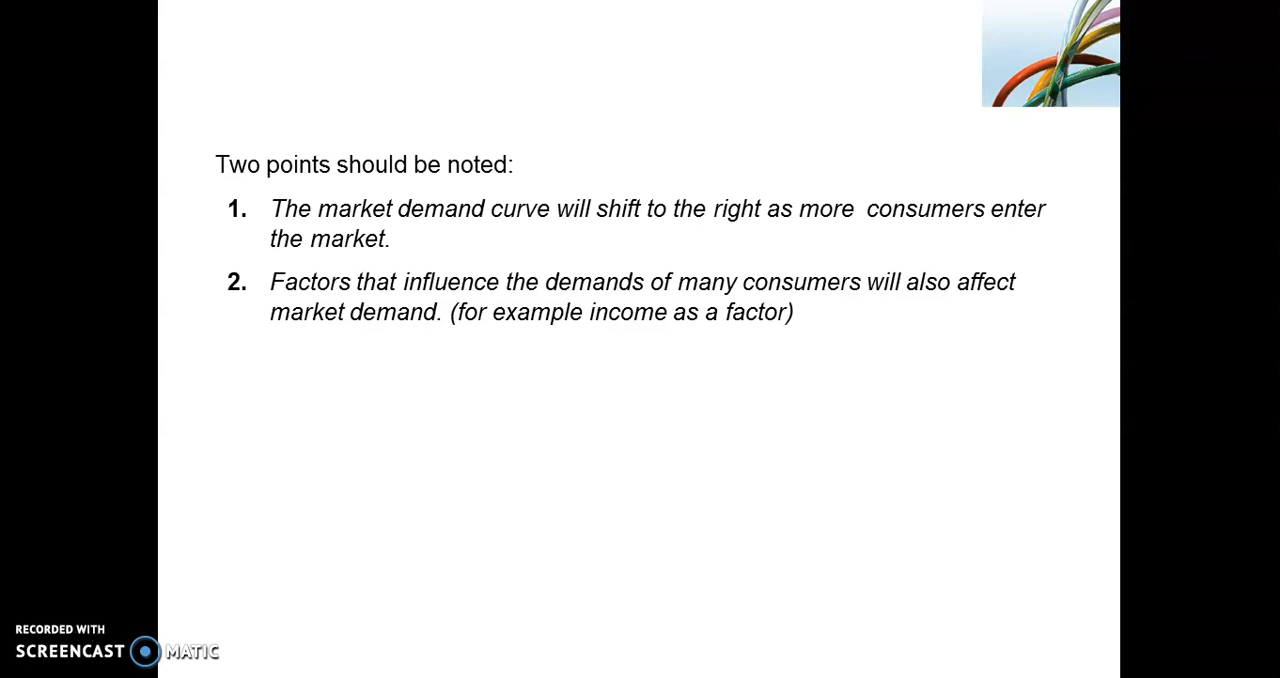 Two points should be noted:
1. The market demand curve will shift to the right as more consumers enter
the market.
2. Factors that influence the demands of many consumers will also affect
market demand. (for example income as a factor)
RECORDED WITH
SCREENCAST MATIC